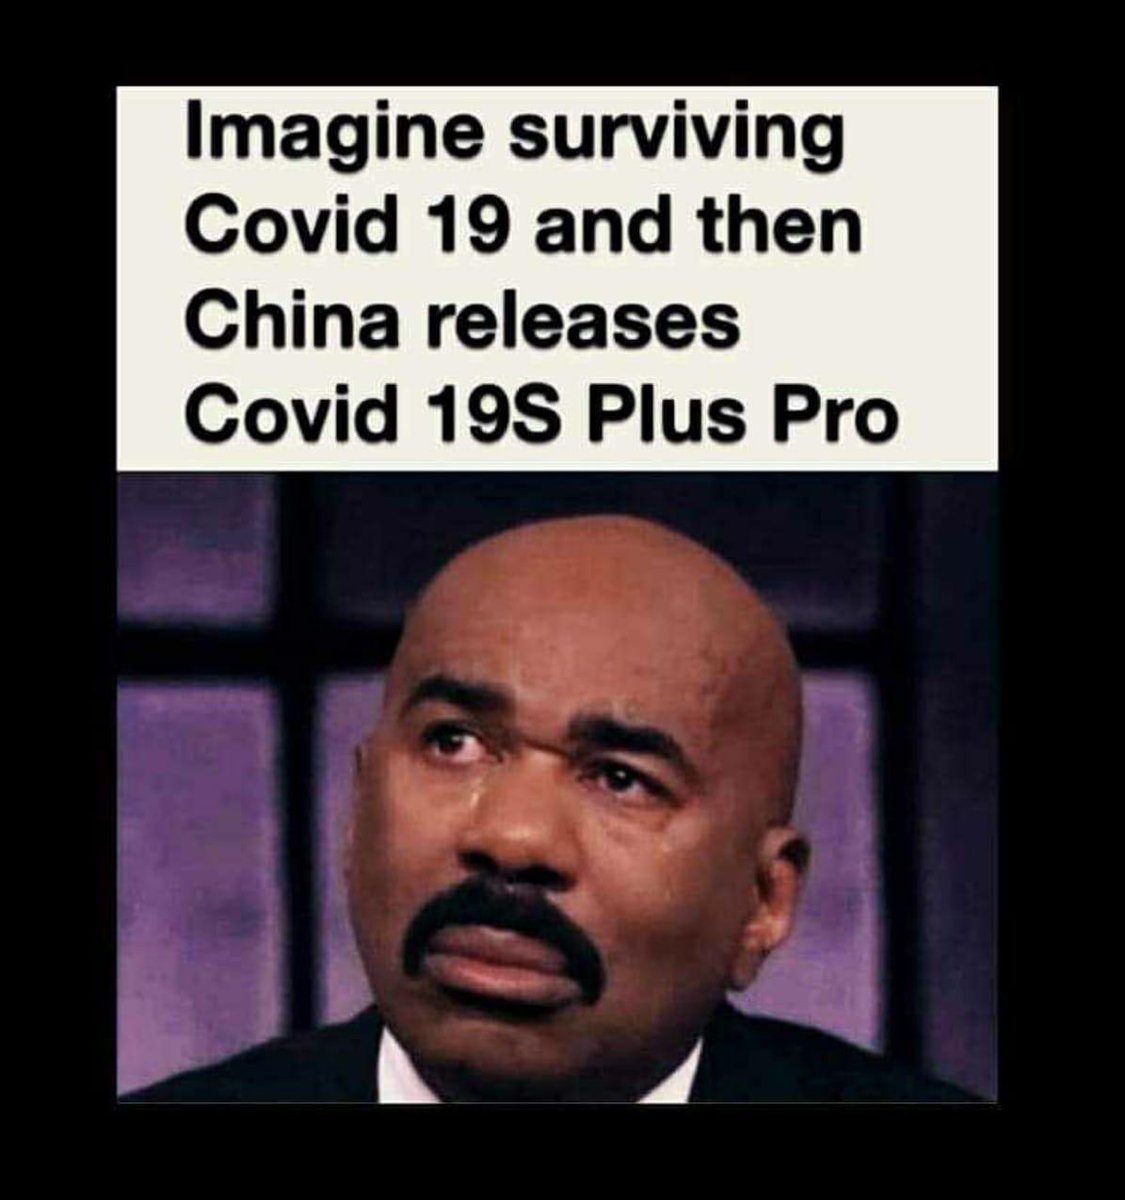 Imagine surviving
Covid 19 and then
China releases
Covid 19S Plus Pro